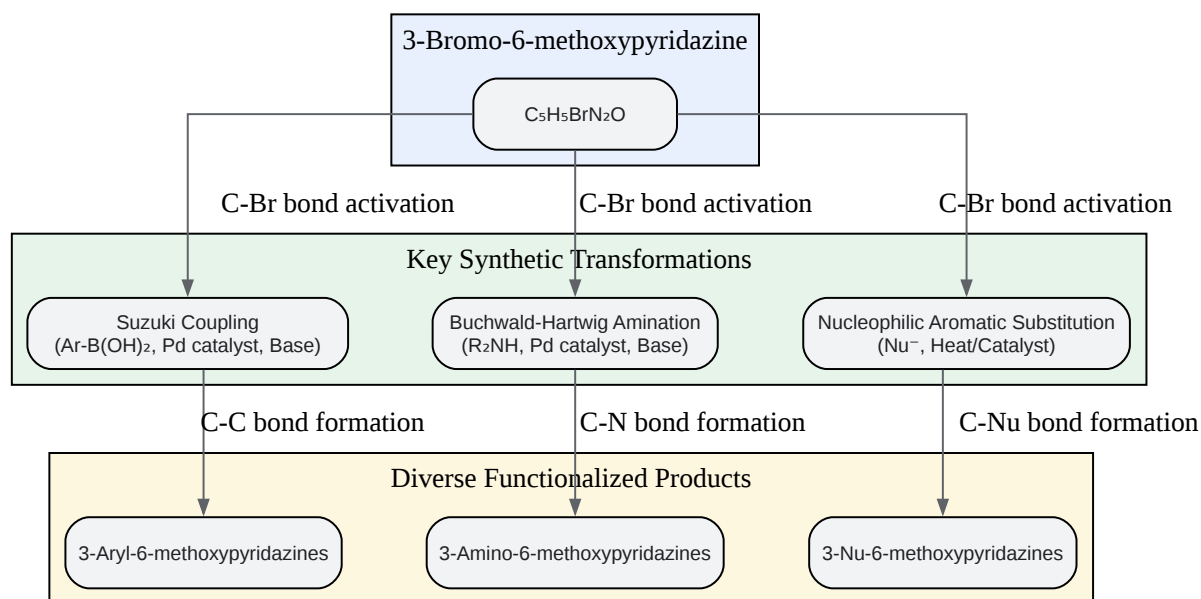 3-Bromo-6-methoxypyridazine
C₅H₅BrN₂O
C-Br bond activation
C-Br bond activation
C-Br bond activation
Key Synthetic Transformations
Suzuki Coupling
(Ar-B(OH)₂, Pd catalyst, Base)
Buchwald-Hartwig Amination
(R₂NH, Pd catalyst, Base)
Nucleophilic Aromatic Substitution
(Nu⁻, Heat/Catalyst)
C-C bond formation
C-N bond formation
C-Nu bond formation
Diverse Functionalized Products
3-Aryl-6-methoxypyridazines
3-Amino-6-methoxypyridazines
3-Nu-6-methoxypyridazines